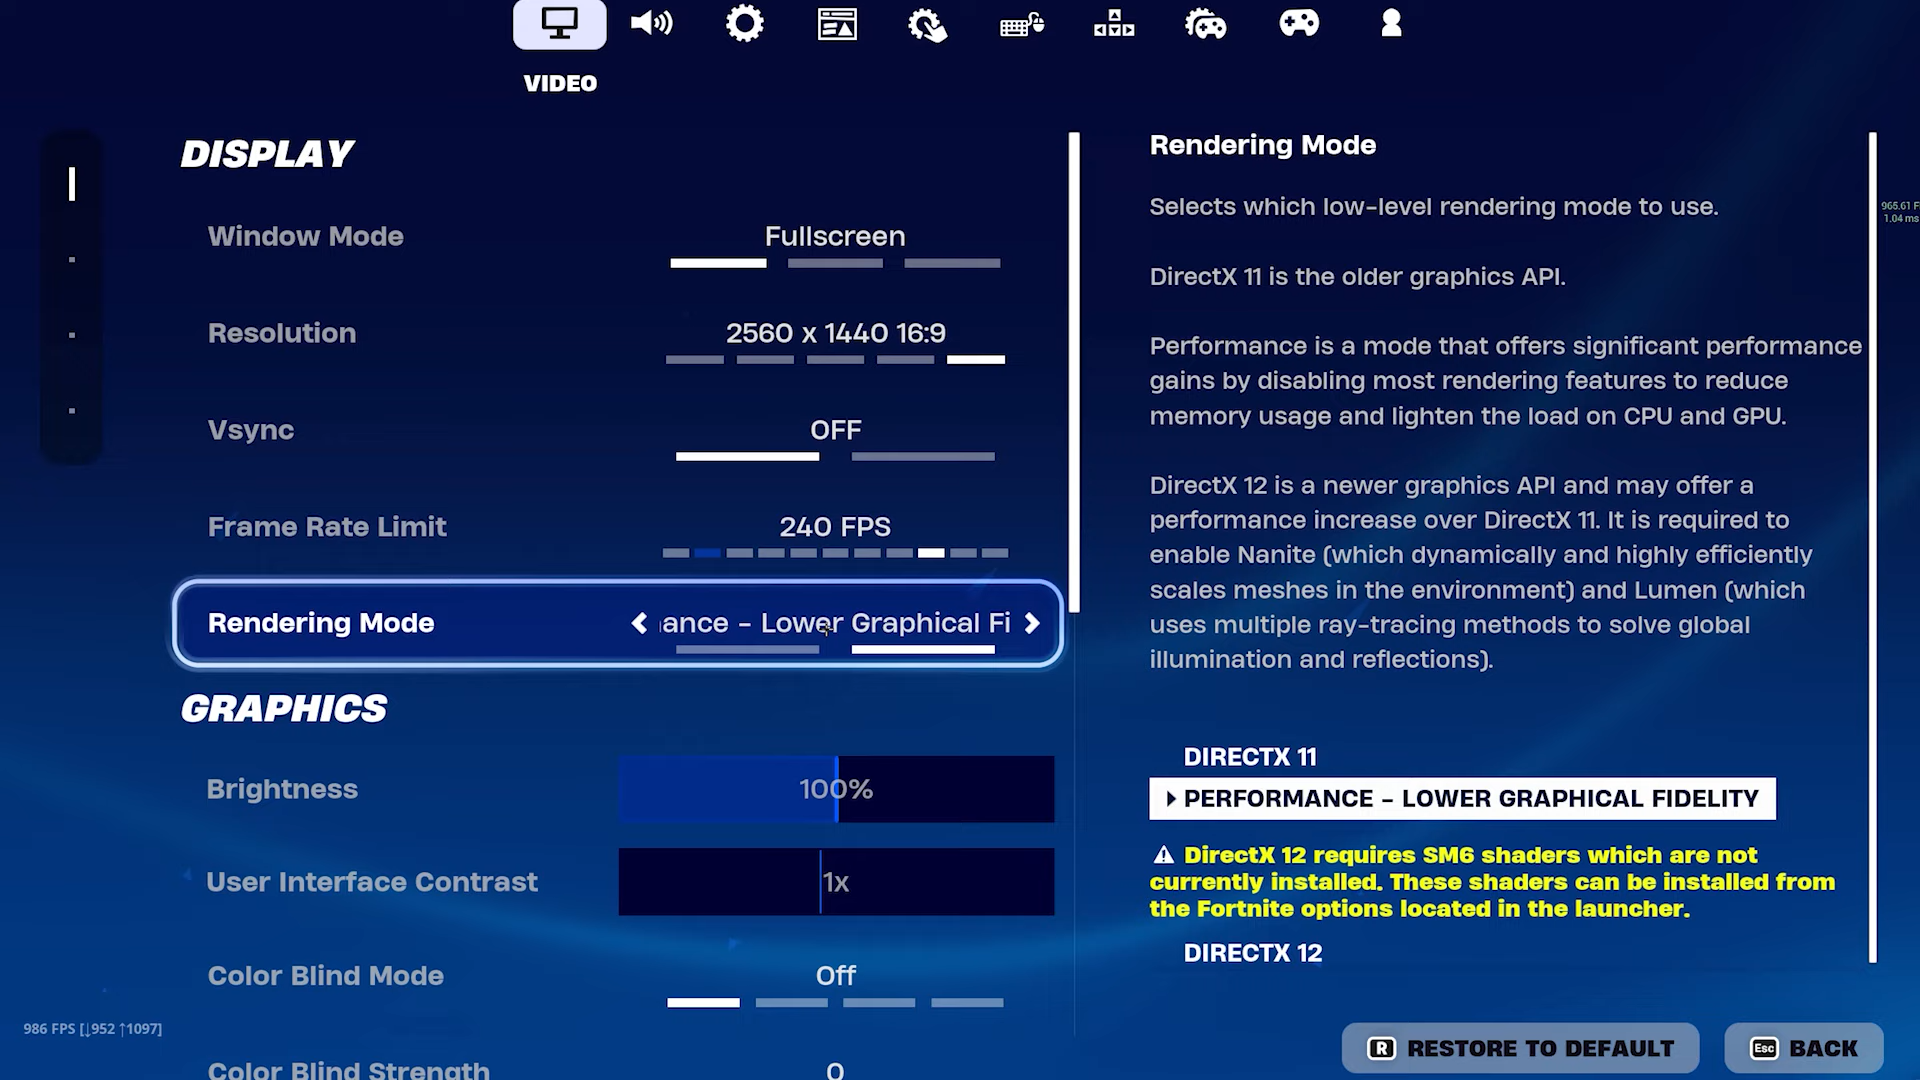 VIDEO
DISPLAY
Window Mode
Fullscreen
Resolution
2560 x 1440 16:9
Vsync
OFF
Frame Rate Limit
240 FPS
Rendering Mode
ance - Lower Graphical Fi
GRAPHICS
Brightness
100%
User Interface Contrast
1x
Color Blind Mode
Off
Color Blind Strength
0
986 FPS [↓952 ↑1097]
Rendering Mode
Selects which low-level rendering mode to use.
DirectX 11 is the older graphics API.
Performance is a mode that offers significant performance
gains by disabling most rendering features to reduce
memory usage and lighten the load on CPU and GPU.
DirectX 12 is a newer graphics API and may offer a
performance increase over DirectX 11. It is required to
enable Nanite (which dynamically and highly efficiently
scales meshes in the environment) and Lumen (which
uses multiple ray-tracing methods to solve global
illumination and reflections).
DIRECTX 11
PERFORMANCE - LOWER GRAPHICAL FIDELITY
DirectX 12 requires SM6 shaders which are not
currently installed. These shaders can be installed from
the Fortnite options located in the launcher.
DIRECTX 12
965.61 F
1.04 ms
R RESTORE TO DEFAULT
Esc BACK